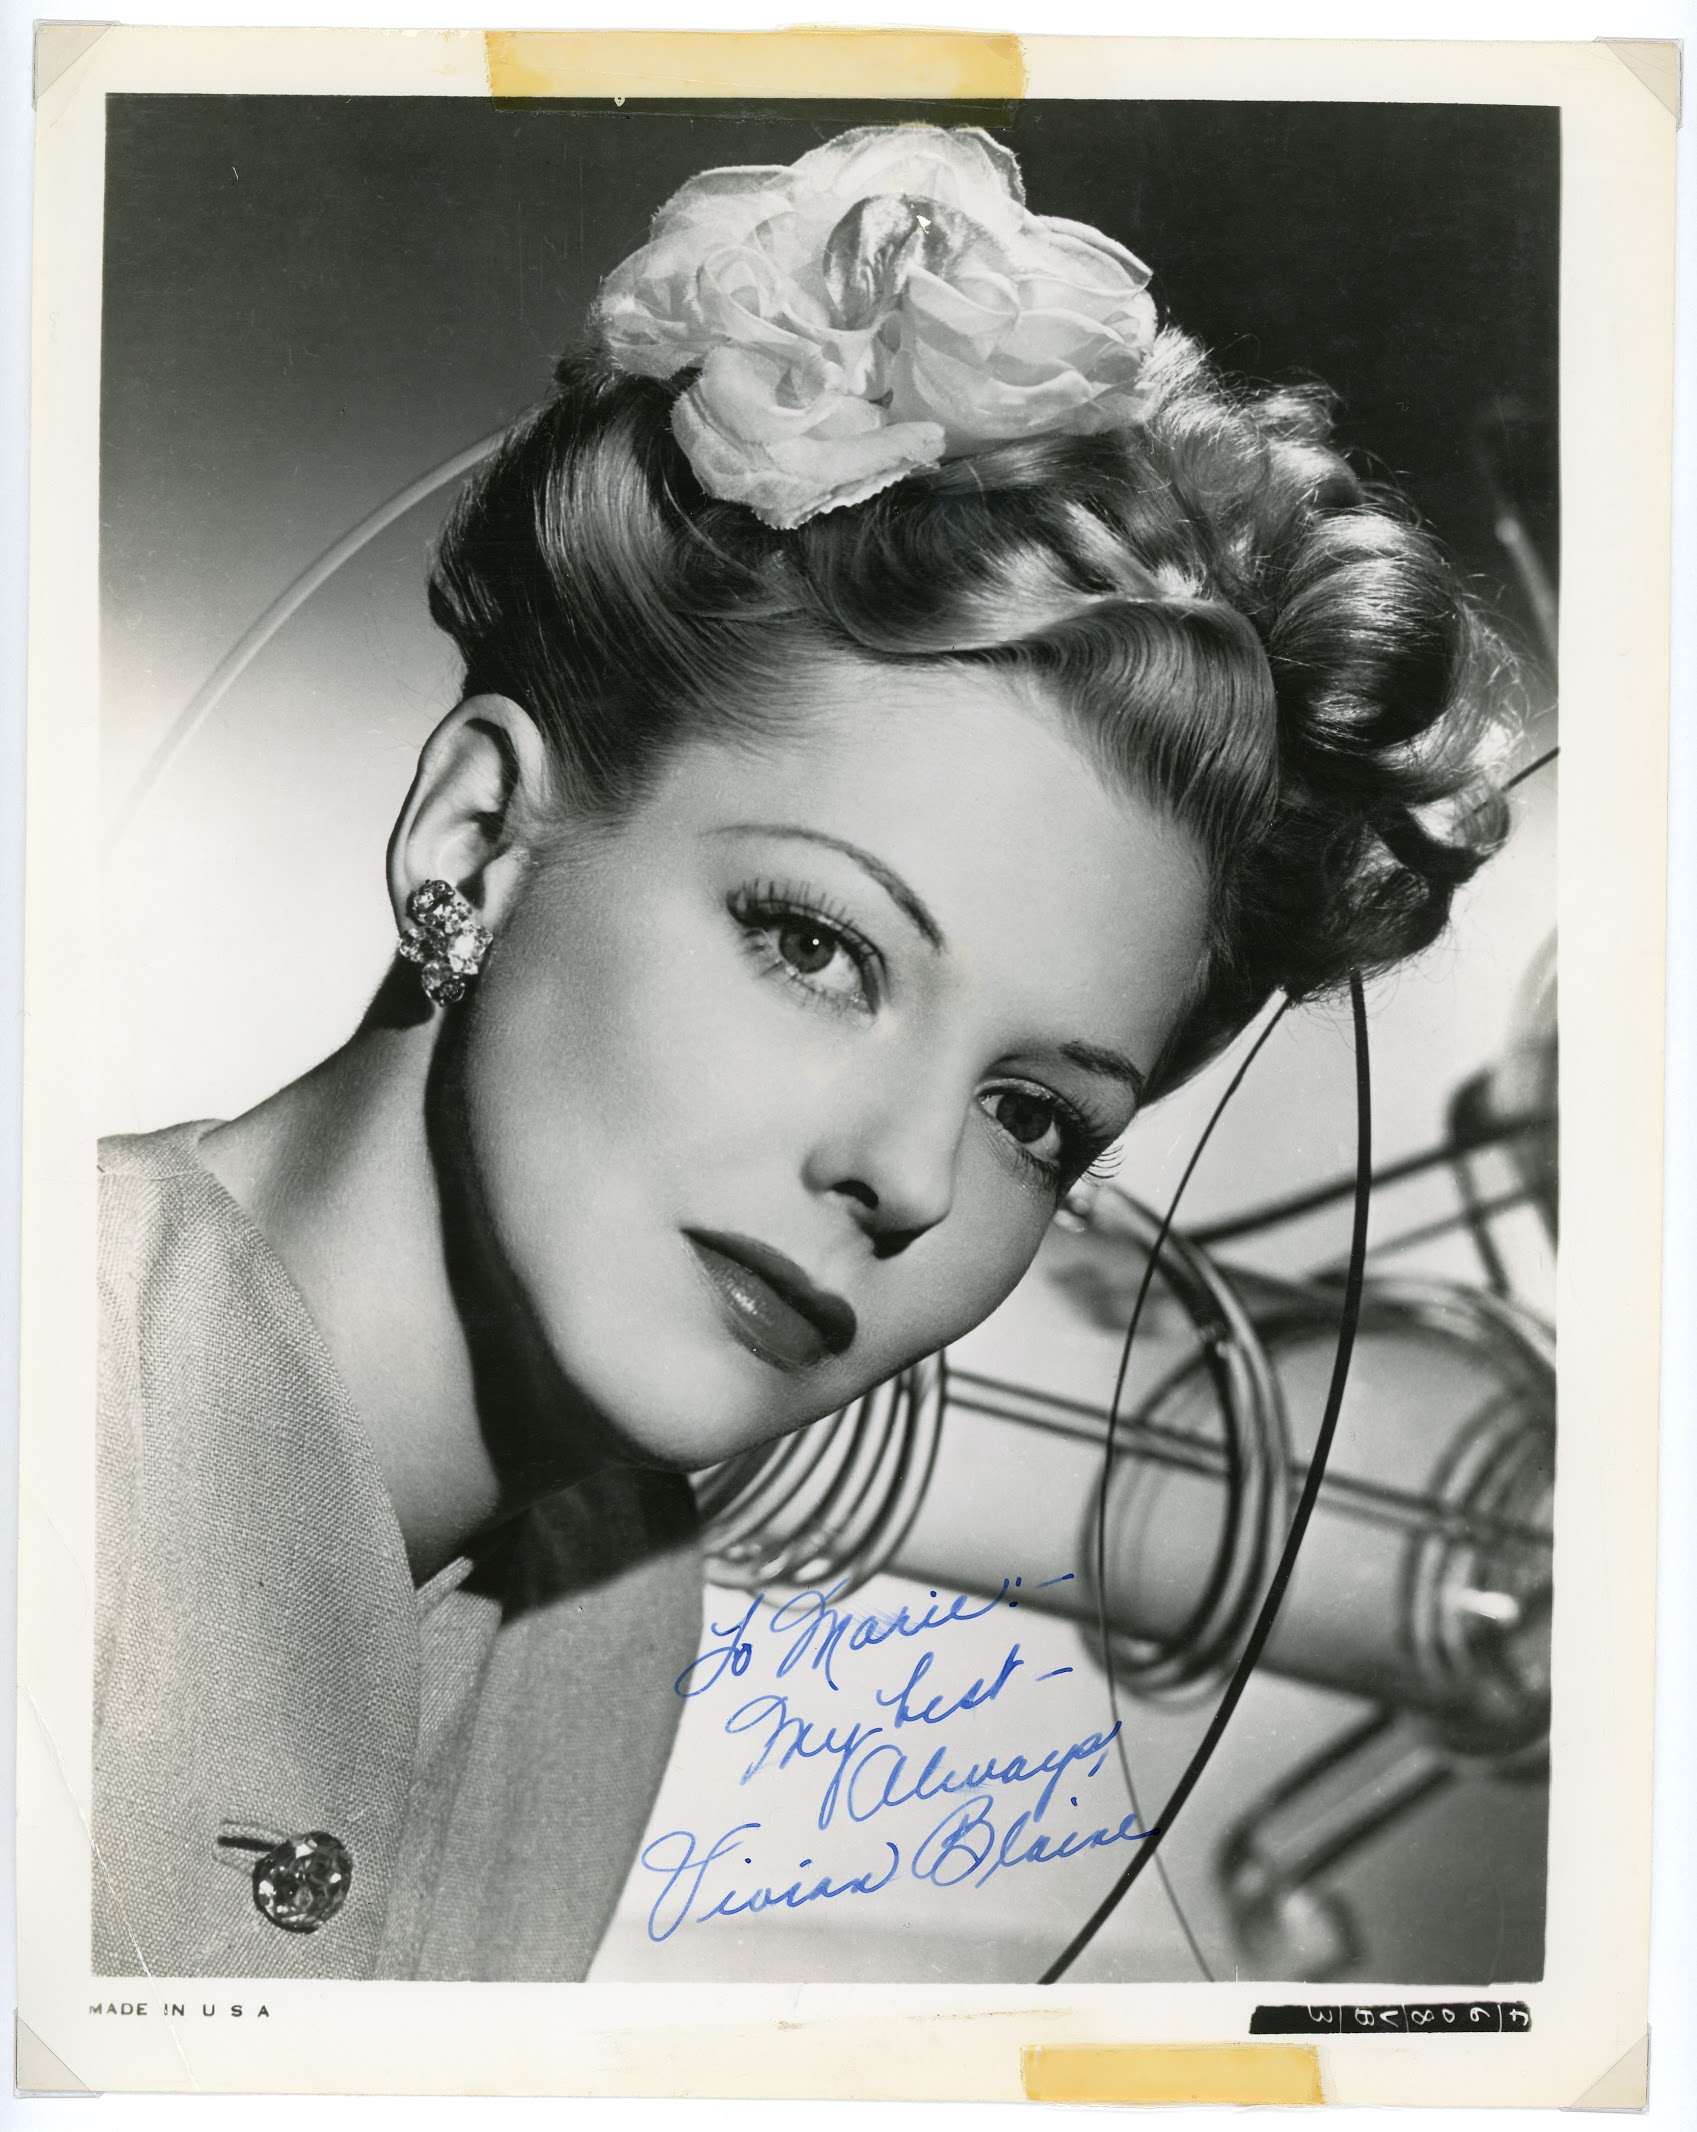 To Marie:—
My best—
Always,
Vivian Blaine
MADE IN U S A